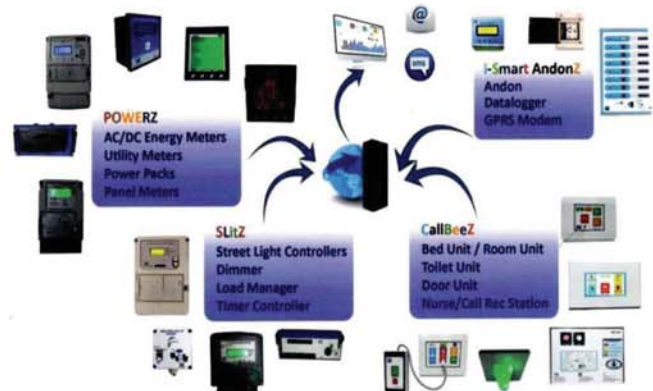 @
sms
POWERZ
AC/DC Energy Meters
Utility Meters
Power Packs
Panel Meters
i-Smart AndonZ
Andon
Datalogger
GPRS Modem
SLitZ
Street Light Controllers
Dimmer
Load Manager
Timer Controller
CallBeeZ
Bed Unit / Room Unit
Toilet Unit
Door Unit
Nurse/Call Rec Station